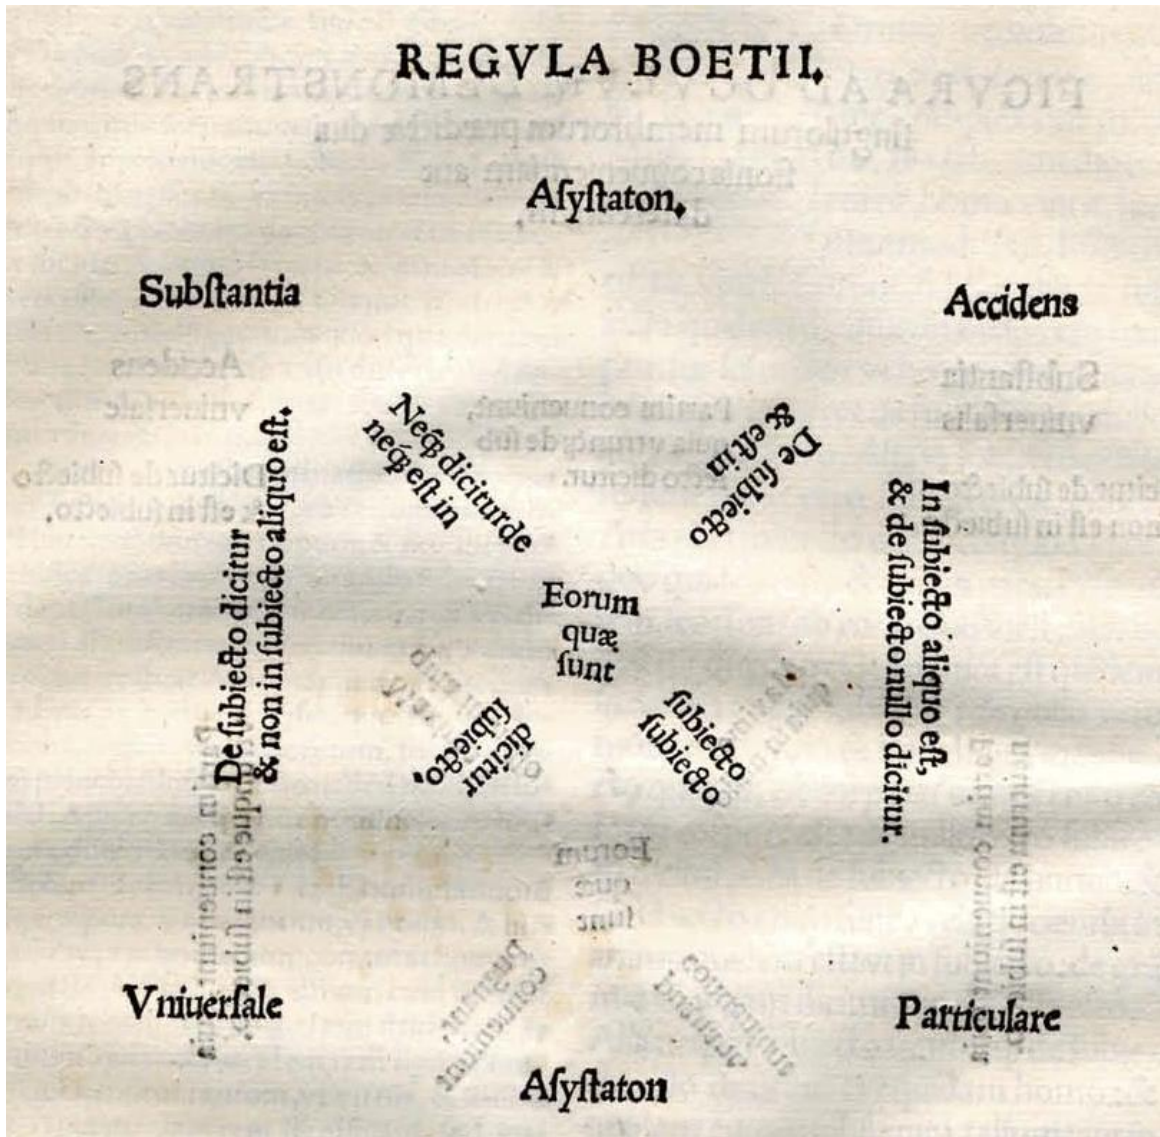 REGVLA BOETII.
Aſyſtaton.
Subſtantia
Accidens
Neqꝫ dicitur de
neqꝫ eſt in
De ſubiecto
& eſt in
De ſubiecto dicitur
& non in ſubiecto aliquo eſt.
In ſubiecto aliquo eſt,
& de ſubiecto nullo dicitur.
Eorum
quæ
ſunt
dicitur
ſubiecto.
ſubiecto
ſubiecto
Vniuerſale
Particulare
Aſyſtaton